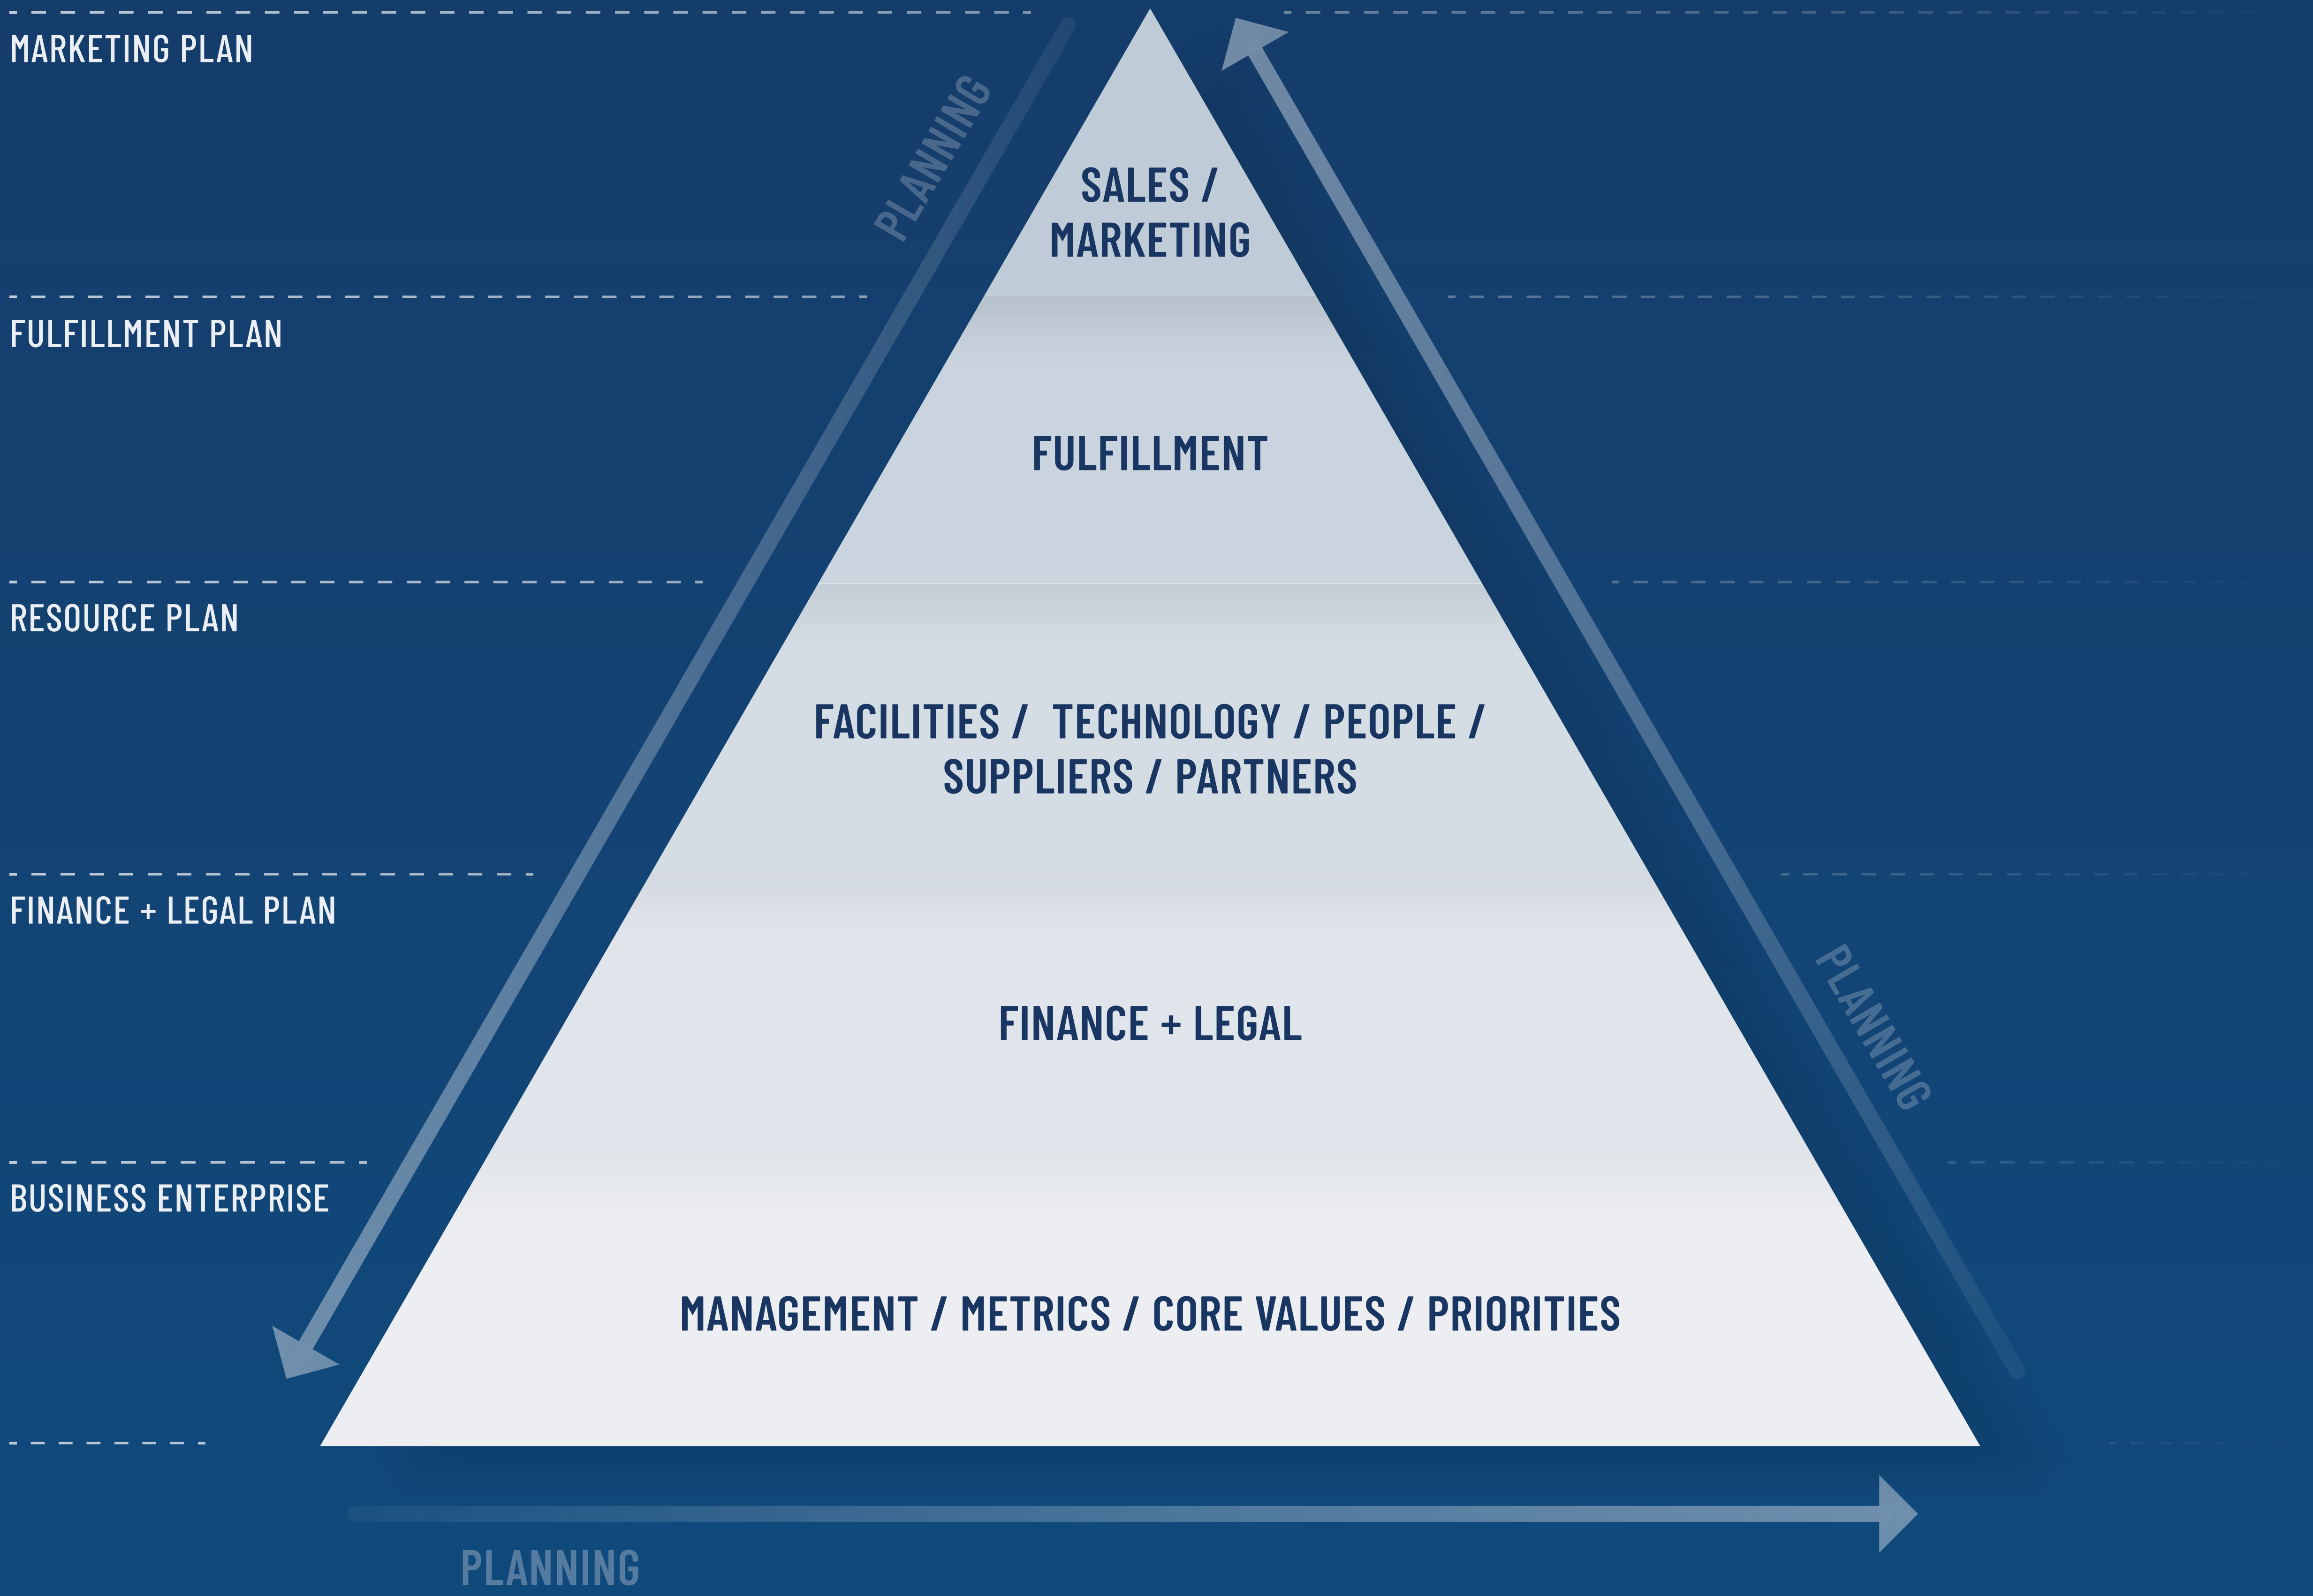 MARKETING PLAN
PLANNING
SALES /
MARKETING
FULFILLMENT PLAN
FULFILLMENT
RESOURCE PLAN
FACILITIES / TECHNOLOGY / PEOPLE /
SUPPLIERS / PARTNERS
FINANCE + LEGAL PLAN
FINANCE + LEGAL
PLANNING
BUSINESS ENTERPRISE
MANAGEMENT / METRICS / CORE VALUES / PRIORITIES
PLANNING